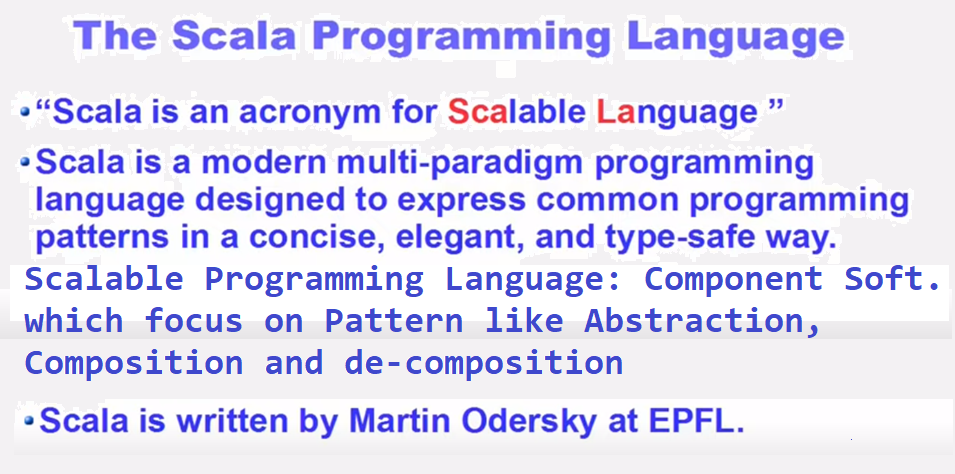 The Scala Programming Language
• “Scala is an acronym for Scalable Language ”
• Scala is a modern multi-paradigm programming
language designed to express common programming
patterns in a concise, elegant, and type-safe way.
Scalable Programming Language: Component Soft.
which focus on Pattern like Abstraction,
Composition and de-composition
• Scala is written by Martin Odersky at EPFL.